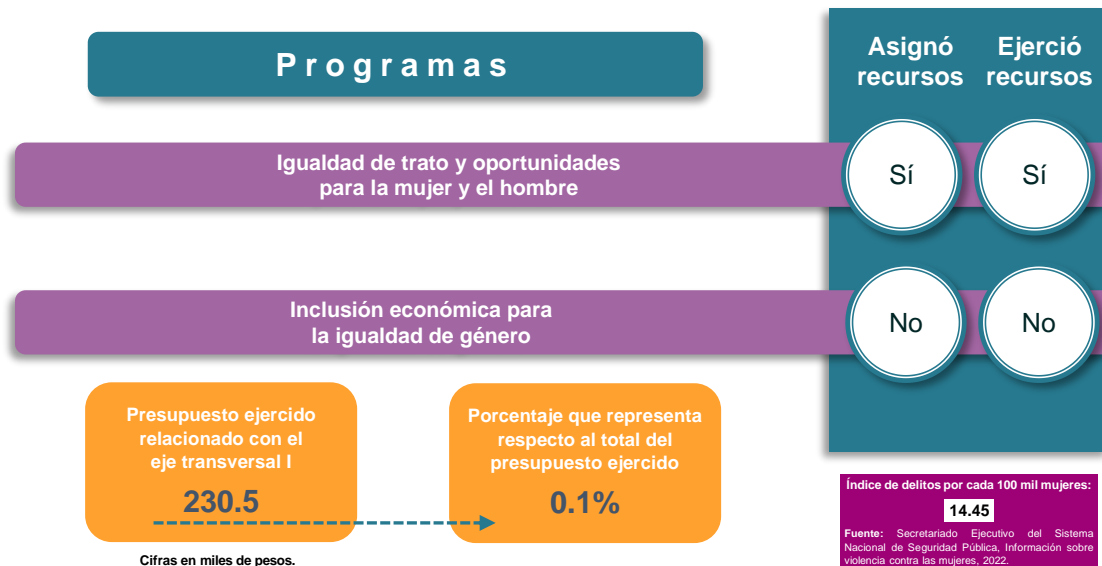 Programas
Asignó
recursos
Ejerció
recursos
Igualdad de trato y oportunidades
para la mujer y el hombre
Sí
Sí
Inclusión económica para
la igualdad de género
No
No
Presupuesto ejercido
relacionado con el
eje transversal I
230.5
Porcentaje que representa
respecto al total del
presupuesto ejercido
0.1%
Cifras en miles de pesos.
Índice de delitos por cada 100 mil mujeres:
14.45
Fuente: Secretariado Ejecutivo del Sistema
Nacional de Seguridad Pública, Información sobre
violencia contra las mujeres, 2022.